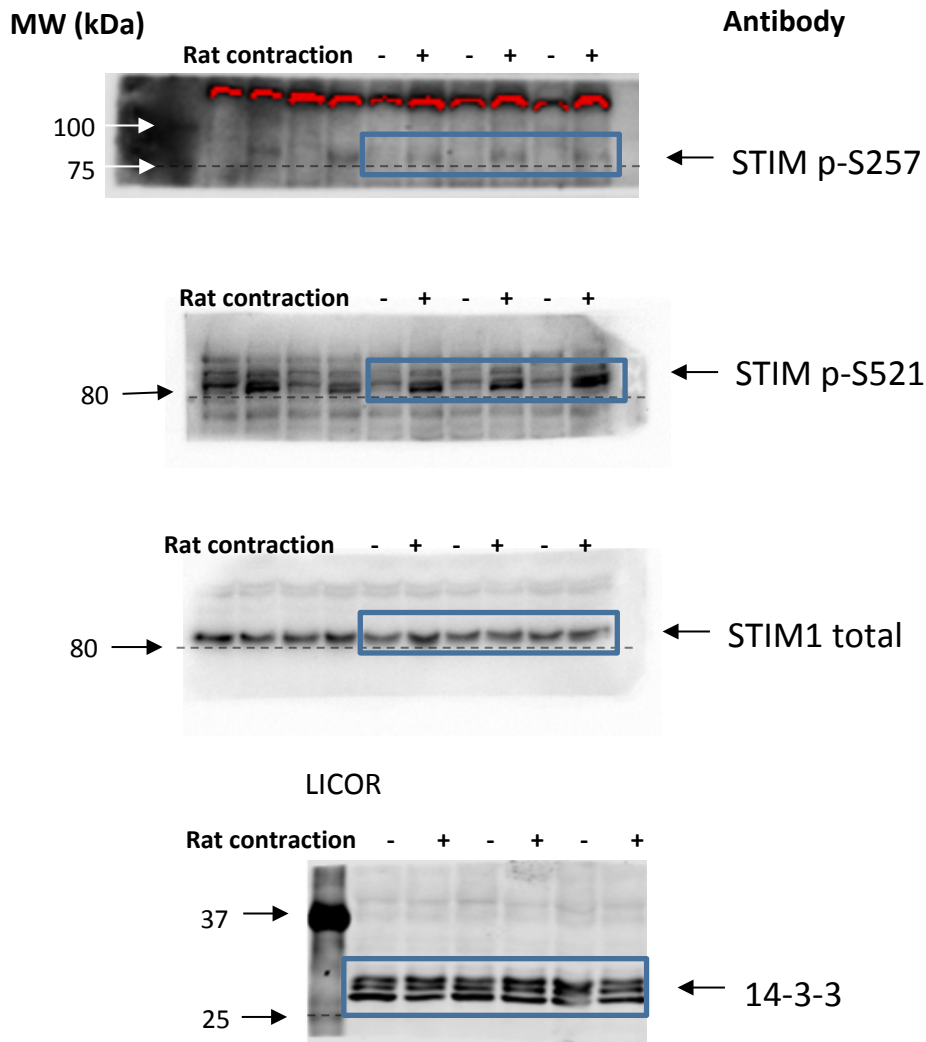 MW (kDa) Antibody
Rat contraction - + - + - +
100
75
STIM p-S257
Rat contraction - + - + - +
80
STIM p-S521
Rat contraction - + - + - +
80
STIM1 total
LICOR
Rat contraction - + - + - +
37
25
14-3-3